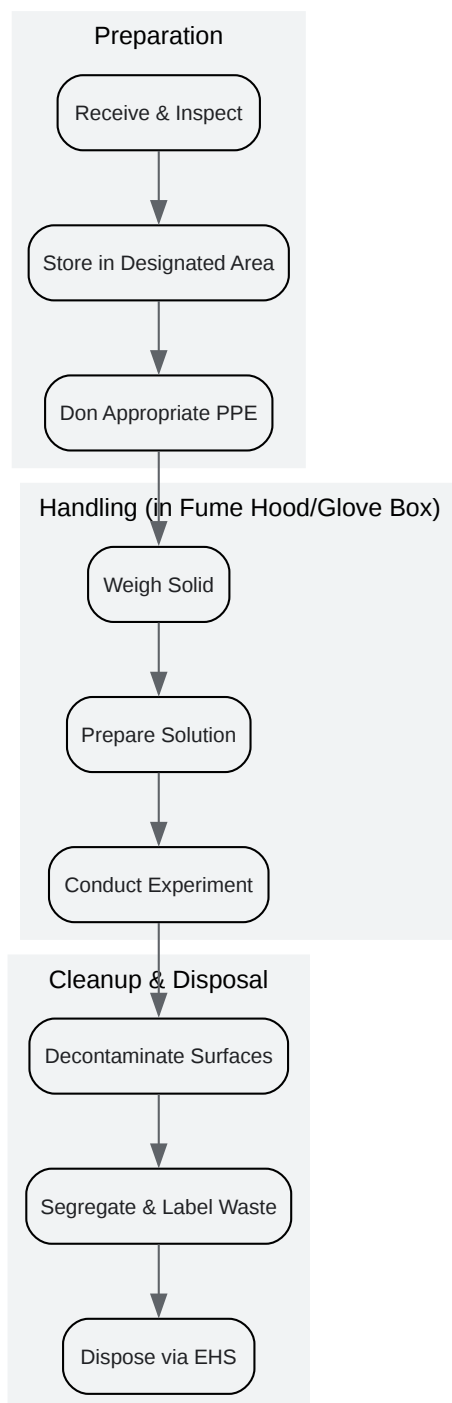 Preparation
Receive & Inspect
Store in Designated Area
Don Appropriate PPE
Handling (in Fume Hood/Glove Box)
Weigh Solid
Prepare Solution
Conduct Experiment
Cleanup & Disposal
Decontaminate Surfaces
Segregate & Label Waste
Dispose via EHS